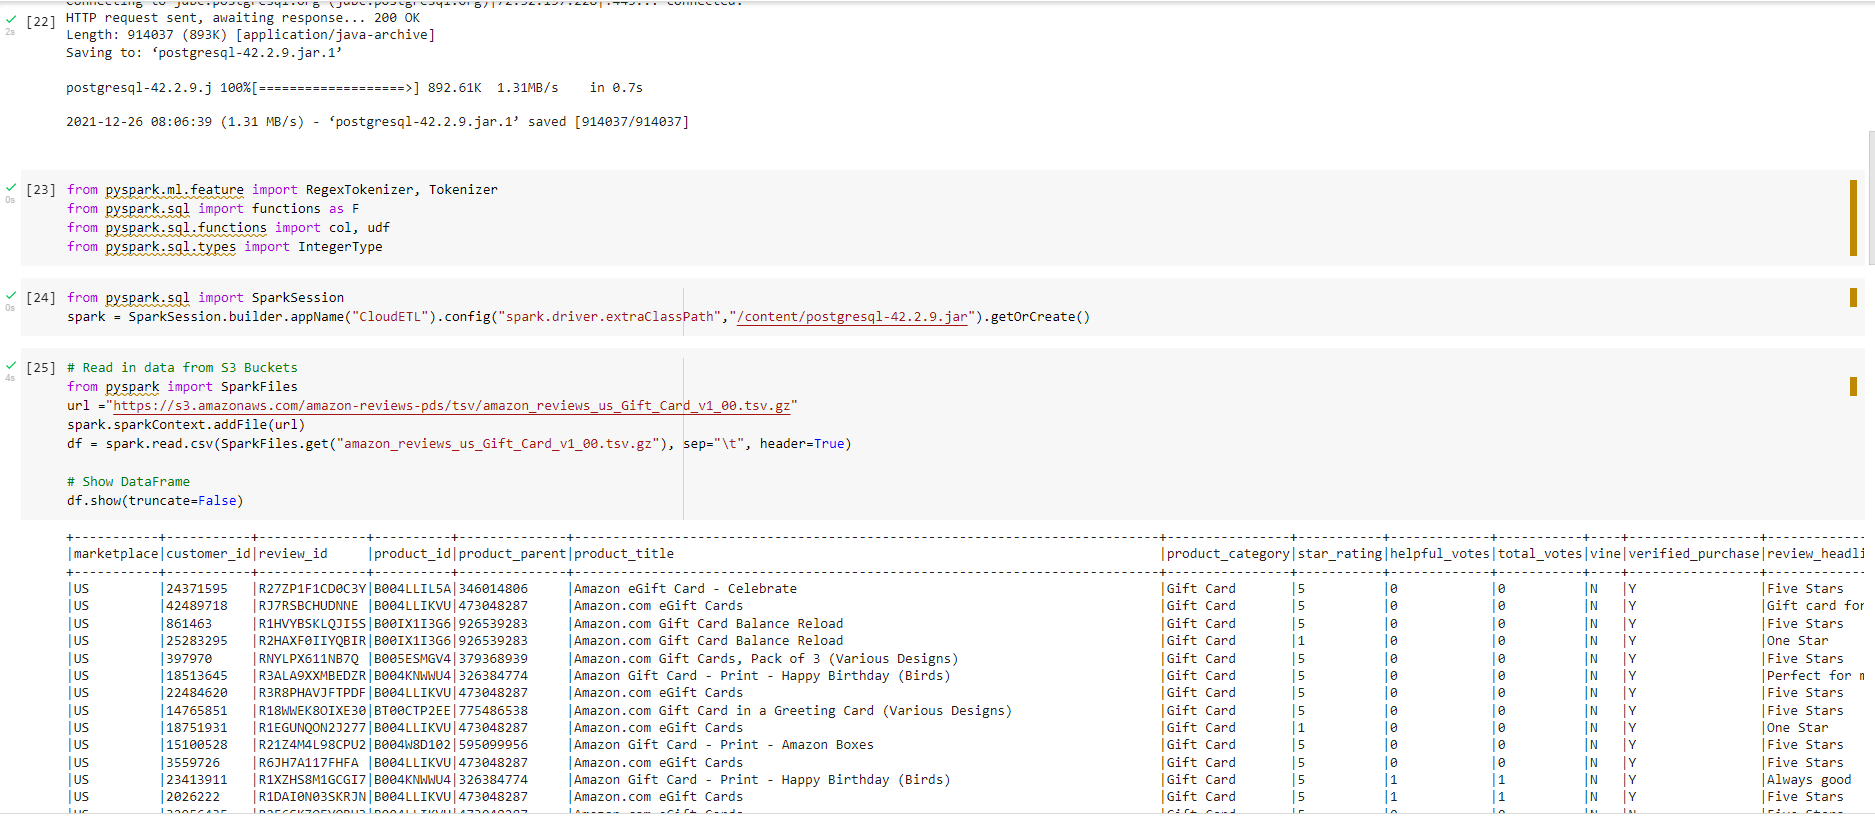 Connecting to jdbc.postgresql.org (jdbc.postgresql.org)|72.32.157.228|:443... connected.
[22] HTTP request sent, awaiting response... 200 OK
2s
Length: 914037 (893K) [application/java-archive]
Saving to: ‘postgresql-42.2.9.jar.1’
postgresql-42.2.9.j 100%[===================>] 892.61K 1.31MB/s in 0.7s
2021-12-26 08:06:39 (1.31 MB/s) - ‘postgresql-42.2.9.jar.1’ saved [914037/914037]
[23] from pyspark.ml.feature import RegexTokenizer, Tokenizer
0s
from pyspark.sql import functions as F
from pyspark.sql.functions import col, udf
from pyspark.sql.types import IntegerType
[24] from pyspark.sql import SparkSession
0s
spark = SparkSession.builder.appName("CloudETL").config("spark.driver.extraClassPath","/content/postgresql-42.2.9.jar").getOrCreate()
[25] # Read in data from S3 Buckets
4s
from pyspark import SparkFiles
url ="https://s3.amazonaws.com/amazon-reviews-pds/tsv/amazon_reviews_us_Gift_Card_v1_00.tsv.gz"
spark.sparkContext.addFile(url)
df = spark.read.csv(SparkFiles.get("amazon_reviews_us_Gift_Card_v1_00.tsv.gz"), sep="\t", header=True)
# Show DataFrame
df.show(truncate=False)
|marketplace|customer_id|review_id |product_id|product_parent|product_title |product_category|star_rating|helpful_votes|total_votes|vine|verified_purchase|review_headli
|US |24371595 |R27ZP1F1CD0C3Y|B004LLIL5A|346014806 |Amazon eGift Card - Celebrate |Gift Card |5 |0 |0 |N |Y |Five Stars
|US |42489718 |RJ7RSBCHUDNNE |B004LLIKVU|473048287 |Amazon.com eGift Cards |Gift Card |5 |0 |0 |N |Y |Gift card for
|US |861463 |R1HVYBSKLQJI5S|B00IX1I3G6|926539283 |Amazon.com Gift Card Balance Reload |Gift Card |5 |0 |0 |N |Y |Five Stars
|US |25283295 |R2HAXF0IIYQBIR|B00IX1I3G6|926539283 |Amazon.com Gift Card Balance Reload |Gift Card |1 |0 |0 |N |Y |One Star
|US |397970 |RNYLPX611NB7Q |B005ESMGV4|379368939 |Amazon.com Gift Cards, Pack of 3 (Various Designs) |Gift Card |5 |0 |0 |N |Y |Five Stars
|US |18513645 |R3ALA9XXMBEDZR|B004KNWWU4|326384774 |Amazon Gift Card - Print - Happy Birthday (Birds) |Gift Card |5 |0 |0 |N |Y |Perfect for m
|US |22484620 |R3R8PHAVJFTPDF|B004LLIKVU|473048287 |Amazon.com eGift Cards |Gift Card |5 |0 |0 |N |Y |Five Stars
|US |14765851 |R18WWEK8OIXE30|BT00CTP2EE|775486538 |Amazon.com Gift Card in a Greeting Card (Various Designs) |Gift Card |5 |0 |0 |N |Y |Five Stars
|US |18751931 |R1EGUNQON2J277|B004LLIKVU|473048287 |Amazon.com eGift Cards |Gift Card |1 |0 |0 |N |Y |One Star
|US |15100528 |R21Z4M4L98CPU2|B004W8D102|595099956 |Amazon Gift Card - Print - Amazon Boxes |Gift Card |5 |0 |0 |N |Y |Five Stars
|US |3559726 |R6JH7A117FHFA |B004LLIKVU|473048287 |Amazon.com eGift Cards |Gift Card |5 |0 |0 |N |Y |Five Stars
|US |23413911 |R1XZHS8M1GCGI7|B004KNWWU4|326384774 |Amazon Gift Card - Print - Happy Birthday (Birds) |Gift Card |5 |1 |1 |N |Y |Always good
|US |2026222 |R1DAI0N03SKRJN|B004LLIKVU|473048287 |Amazon.com eGift Cards |Gift Card |5 |1 |1 |N |Y |Five Stars